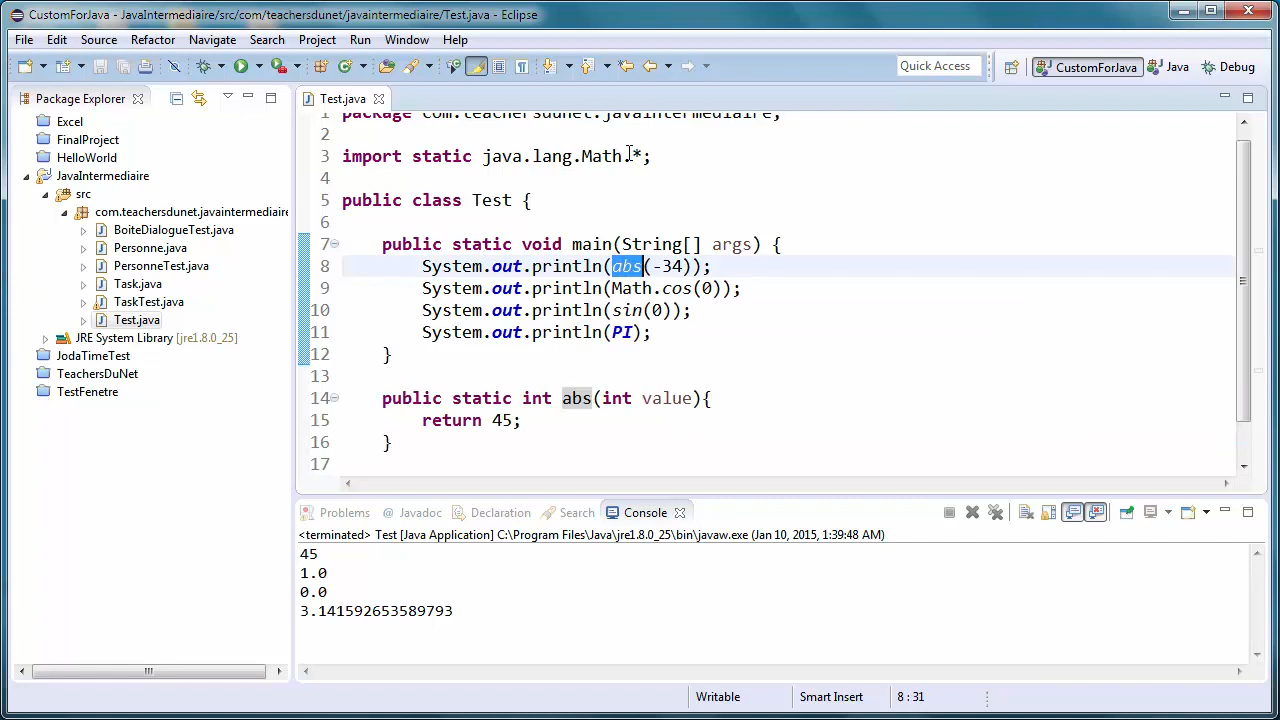 CustomForJava - JavaIntermediaire/src/com/teachersdunet/javaintermediaire/Test.java - Eclipse
File Edit Source Refactor Navigate Search Project Run Window Help
Quick Access CustomForJava Java Debug
Package Explorer
Excel
FinalProject
HelloWorld
JavaIntermediaire
src
com.teachersdunet.javaintermediaire
BoiteDialogueTest.java
Personne.java
PersonneTest.java
Task.java
TaskTest.java
Test.java
JRE System Library [jre1.8.0_25]
JodaTimeTest
TeachersDuNet
TestFenetre
Test.java
1 package com.teachersdunet.javaintermediaire;
2
3 import static java.lang.Math.*;
4
5 public class Test {
6
7 public static void main(String[] args) {
8 System.out.println(abs(-34));
9 System.out.println(Math.cos(0));
10 System.out.println(sin(0));
11 System.out.println(PI);
12 }
13
14 public static int abs(int value){
15 return 45;
16 }
17
Problems @ Javadoc Declaration Search Console
<terminated> Test [Java Application] C:\Program Files\Java\jre1.8.0_25\bin\javaw.exe (Jan 10, 2015, 1:39:48 AM)
45
1.0
0.0
3.141592653589793
Writable Smart Insert 8 : 31